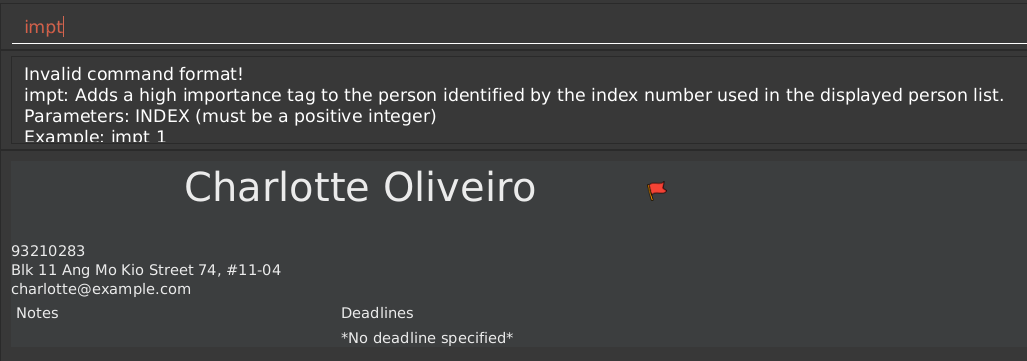 impt
Invalid command format!
impt: Adds a high importance tag to the person identified by the index number used in the displayed person list.
Parameters: INDEX (must be a positive integer)
Example: impt 1
Charlotte Oliveiro
93210283
Blk 11 Ang Mo Kio Street 74, #11-04
charlotte@example.com
Notes
Deadlines
*No deadline specified*